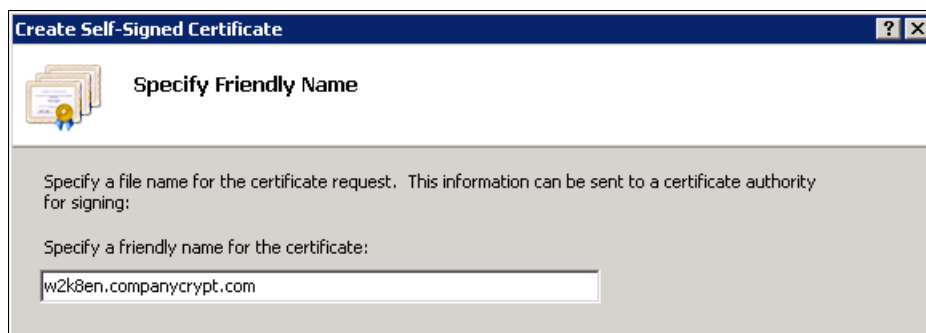 Create Self-Signed Certificate
Specify Friendly Name
Specify a file name for the certificate request.  This information can be sent to a certificate authority
for signing:
Specify a friendly name for the certificate:
w2k8en.companycrypt.com